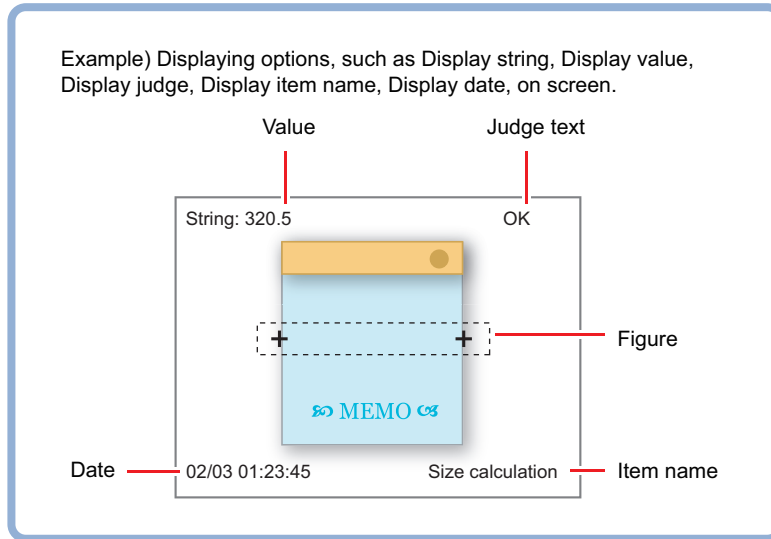 Example) Displaying options, such as Display string, Display value,
Display judge, Display item name, Display date, on screen.
Value
Judge text
String: 320.5
OK
Figure
MEMO
Date
02/03 01:23:45
Size calculation
Item name